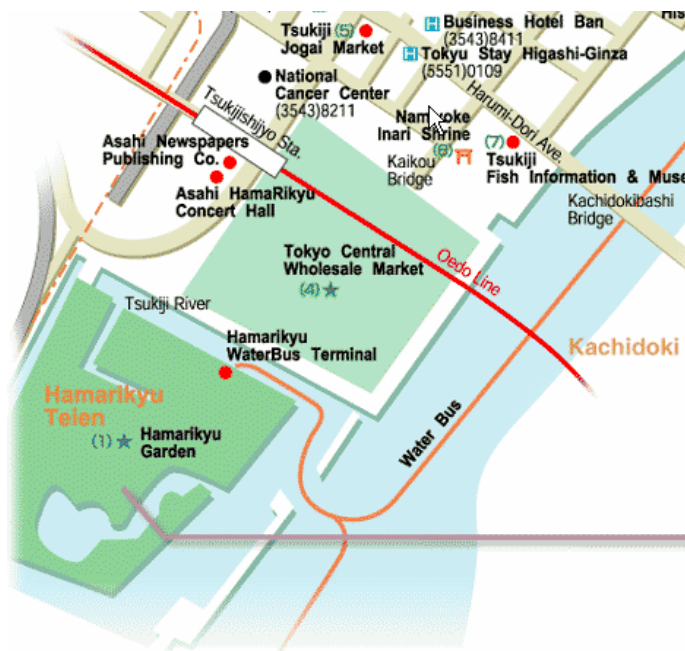 Business Hotel Ban
(3543)8411
His
Tsukiji (5)
Jogai Market
Tokyu Stay Higashi-Ginza
(5551)0109
National
Cancer Center
(3543)8211
Harumi-Dori Ave.
Tsukijishijyo Sta.
Inari Shrine
(6)
(7)
Asahi Newspapers
Publishing Co.
Kaikou
Bridge
Tsukiji
Fish Information & Muse
Asahi HamaRikyu
Concert Hall
Kachidokibashi
Bridge
Tokyo Central
Wholesale Market
(4)
Oedo Line
Tsukiji River
Hamarikyu
WaterBus Terminal
Kachidoki
Hamarikyu
Teien
Water Bus
(1)
Hamarikyu
Garden